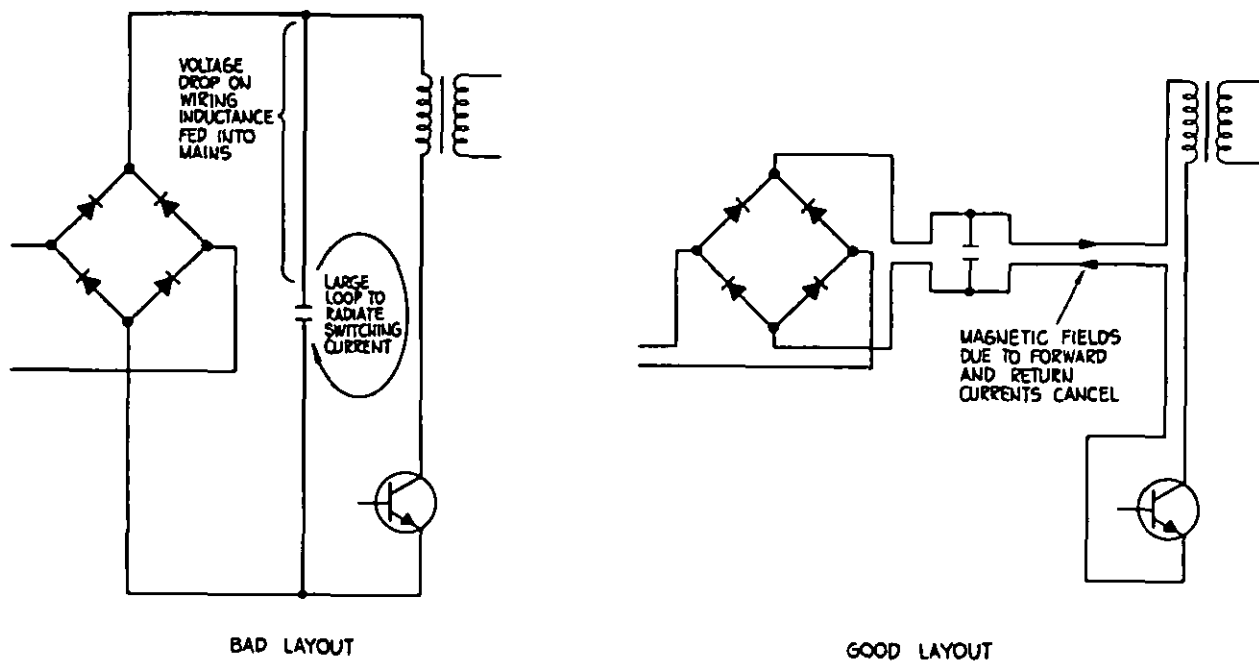 VOLTAGE
DROP ON
WIRING
INDUCTANCE
FED INTO
MAINS
LARGE
LOOP TO
RADIATE
SWITCHING
CURRENT
BAD LAYOUT
MAGNETIC FIELDS
DUE TO FORWARD
AND RETURN
CURRENTS CANCEL
GOOD LAYOUT